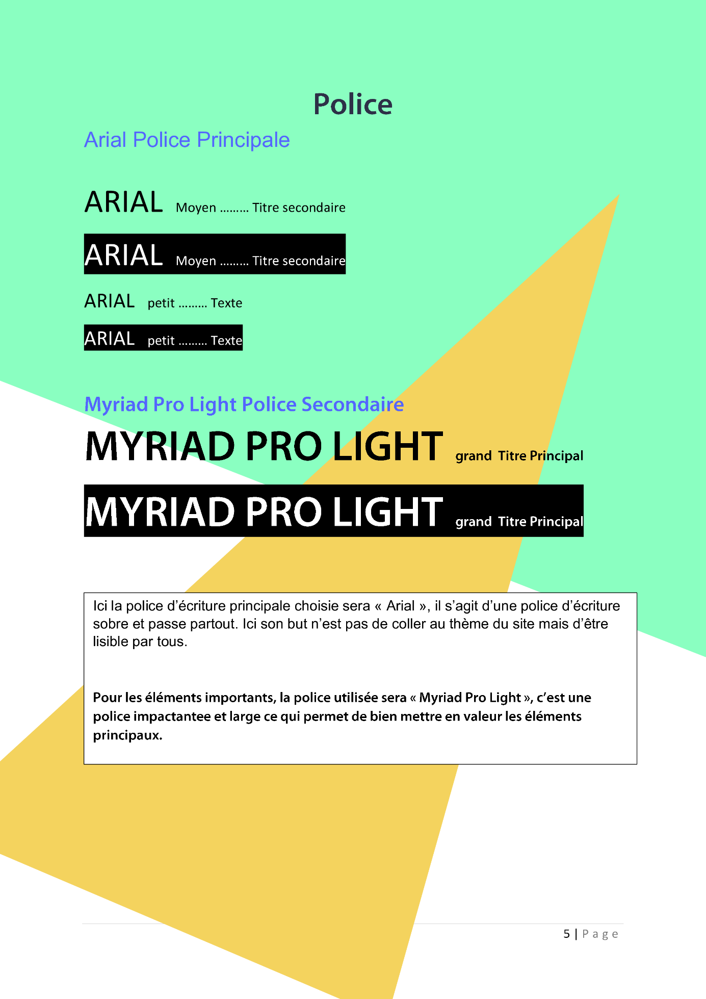 Police
Arial Police Principale
ARIAL Moyen ......... Titre secondaire
ARIAL Moyen ......... Titre secondaire
ARIAL petit ......... Texte
ARIAL petit ......... Texte
Myriad Pro Light Police Secondaire
MYRIAD PRO LIGHT grand Titre Principal
MYRIAD PRO LIGHT grand Titre Principal
Ici la police d’écriture principale choisie sera « Arial », il s’agit d’une police d’écriture
sobre et passe partout. Ici son but n’est pas de coller au thème du site mais d’être
lisible par tous.
Pour les éléments importants, la police utilisée sera « Myriad Pro Light », c’est une
police impactantee et large ce qui permet de bien mettre en valeur les éléments
principaux.
5 | Page